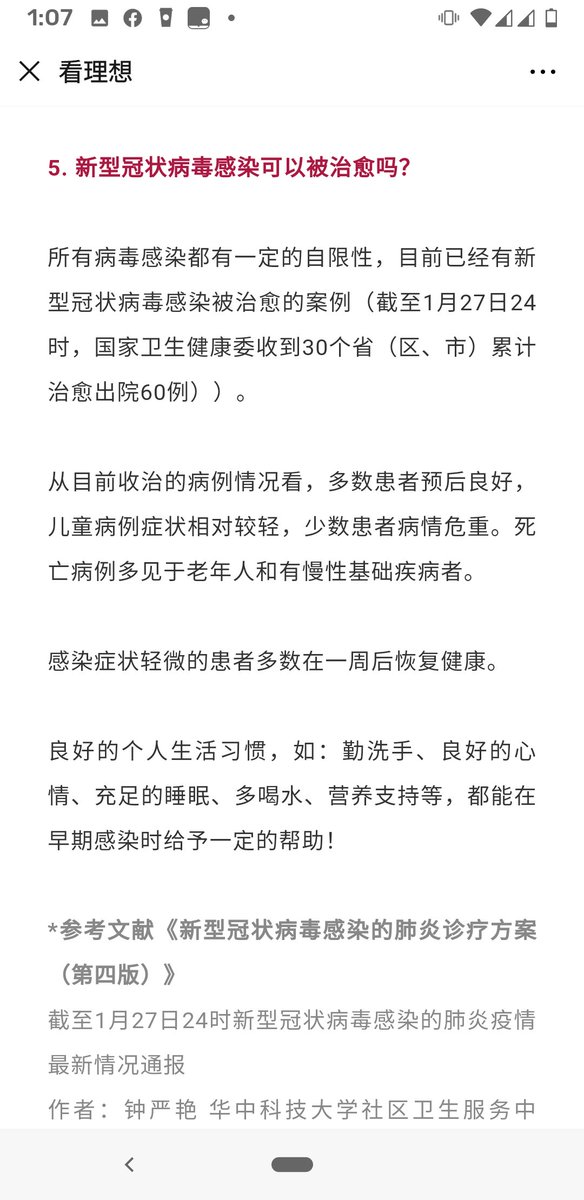 1:07
看理想
5. 新型冠状病毒感染可以被治愈吗？
所有病毒感染都有一定的自限性，目前已经有新
型冠状病毒感染被治愈的案例（截至1月27日24
时，国家卫生健康委收到30个省（区、市）累计
治愈出院60例））。
从目前收治的病例情况看，多数患者预后良好，
儿童病例症状相对较轻，少数患者病情危重。死
亡病例多见于老年人和有慢性基础疾病者。
感染症状轻微的患者多数在一周后恢复健康。
良好的个人生活习惯，如：勤洗手、良好的心
情、充足的睡眠、多喝水、营养支持等，都能在
早期感染时给予一定的帮助！
*参考文献《新型冠状病毒感染的肺炎诊疗方案
（第四版）》
截至1月27日24时新型冠状病毒感染的肺炎疫情
最新情况通报
作者：钟严艳 华中科技大学社区卫生服务中